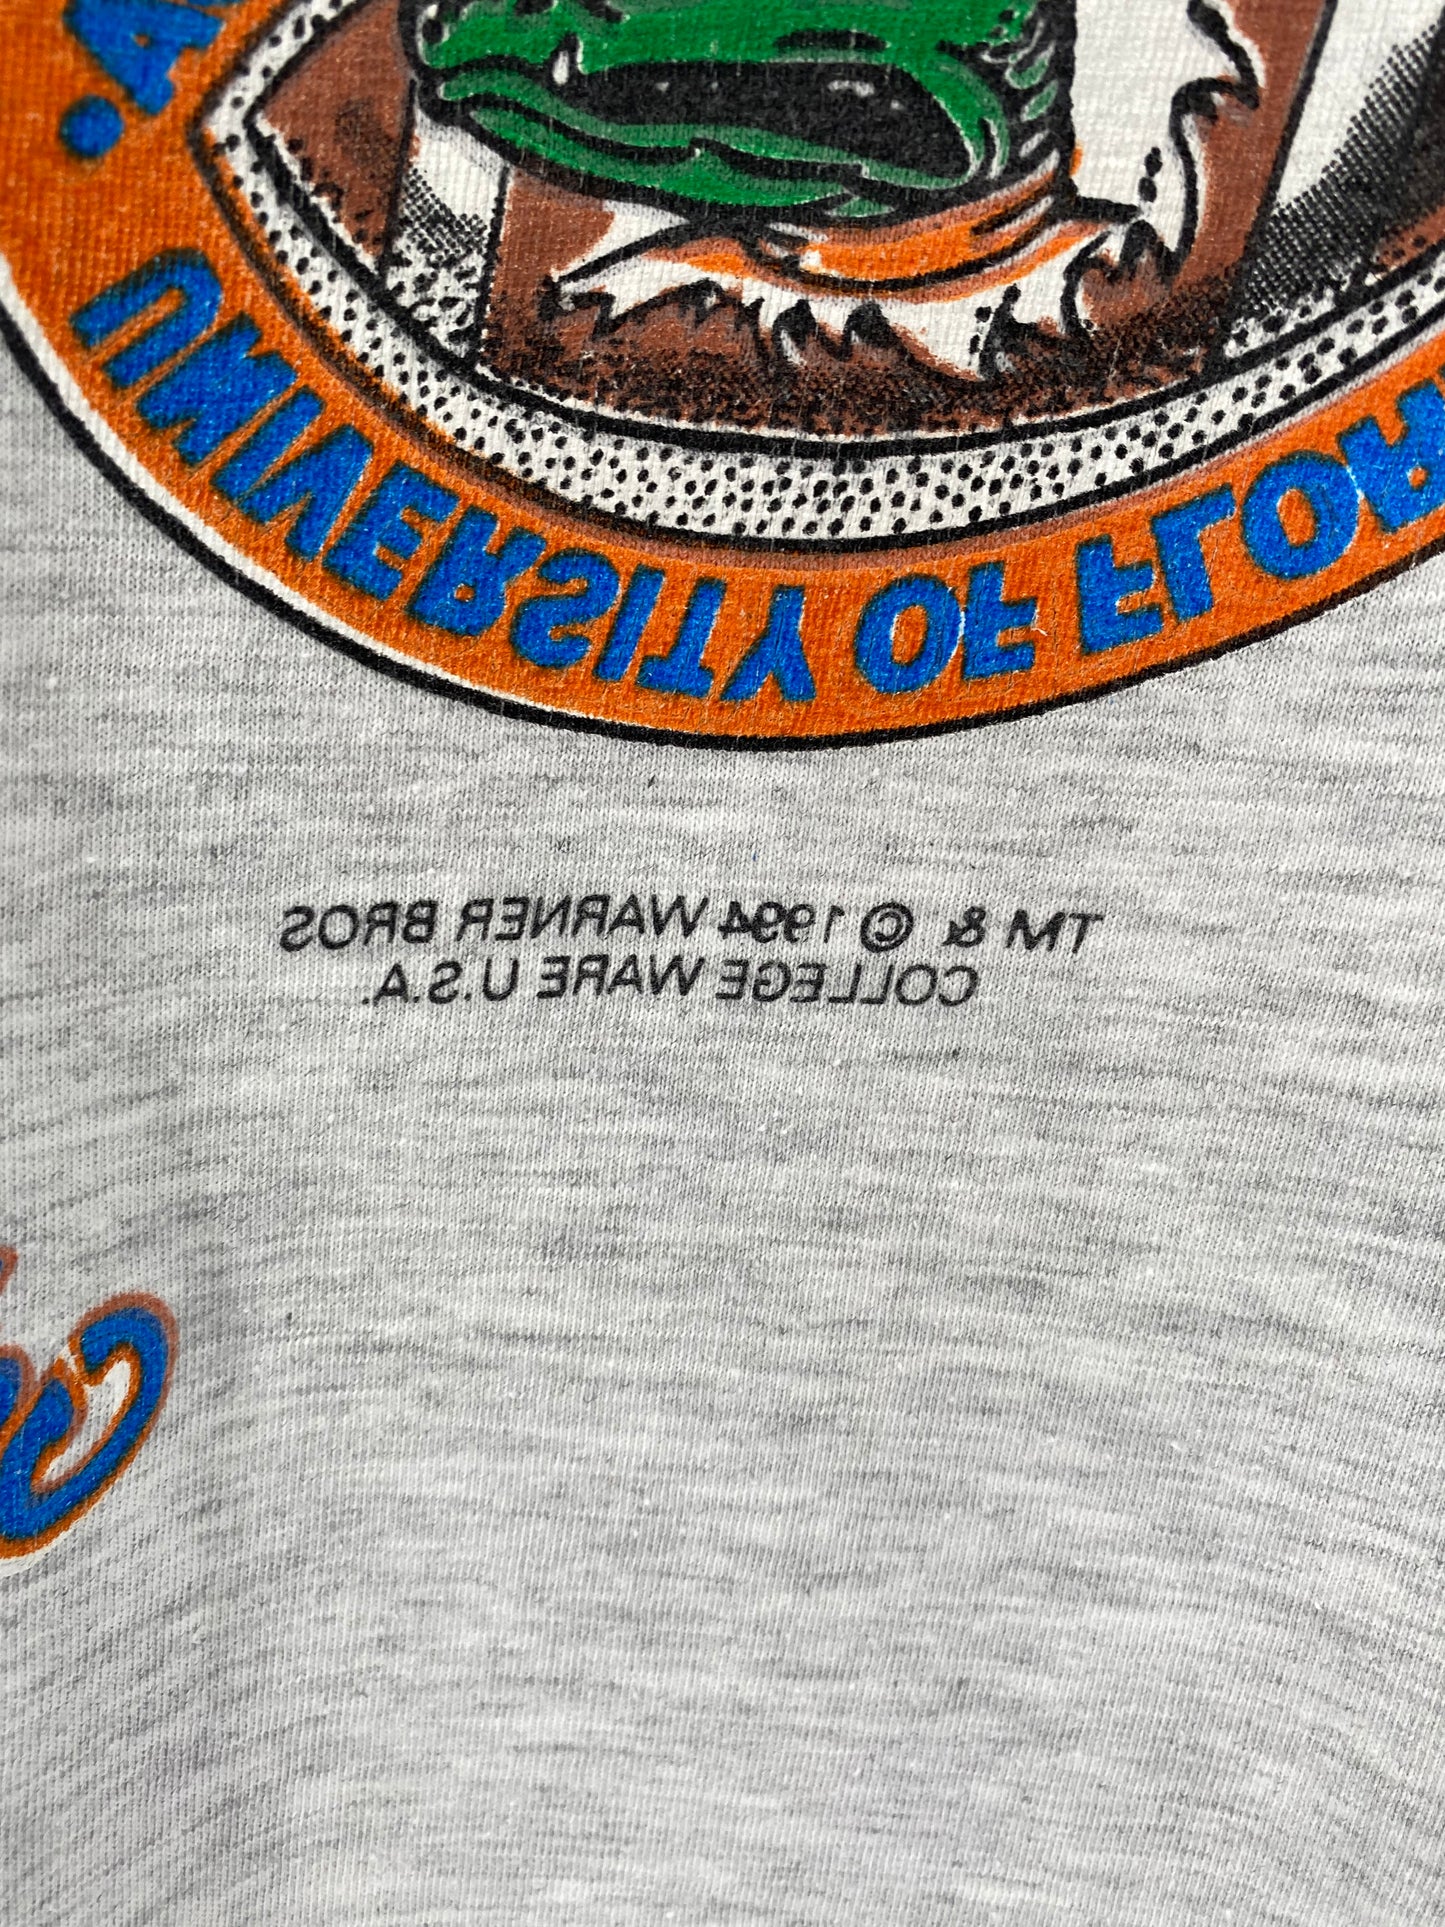 UNIVERSITY OF FLOR
TM & © 1994 WARNER BROS
COLLEGE WARE U.S.A.